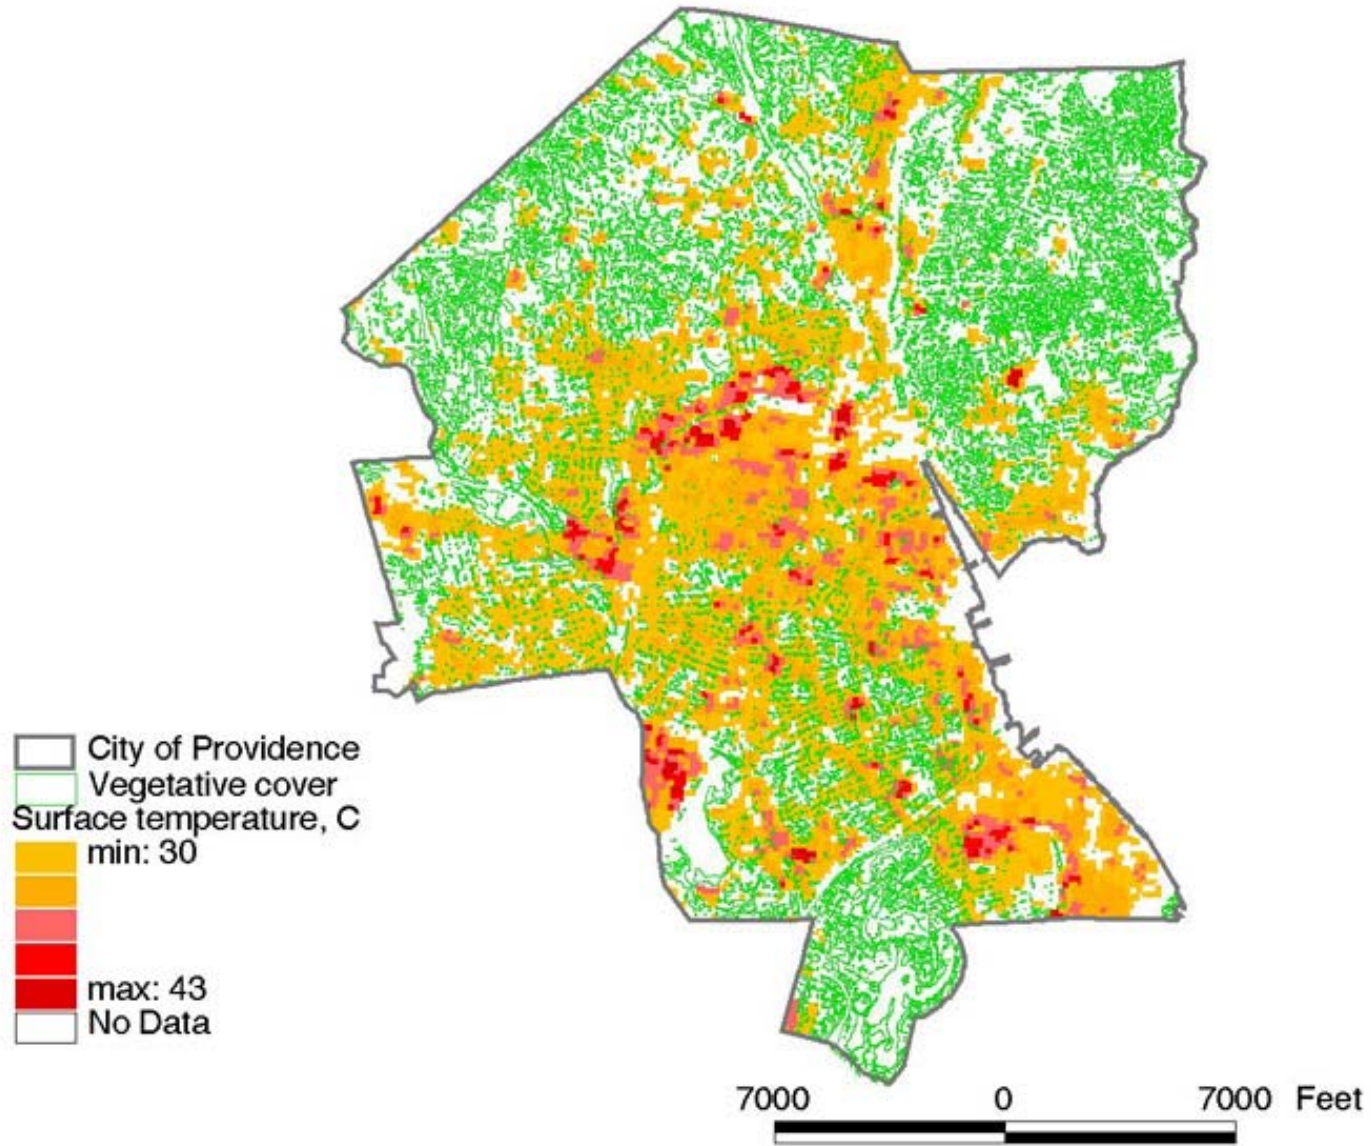 City of Providence
Vegetative cover
Surface temperature, C
min: 30
max: 43
No Data
7000 0 7000 Feet